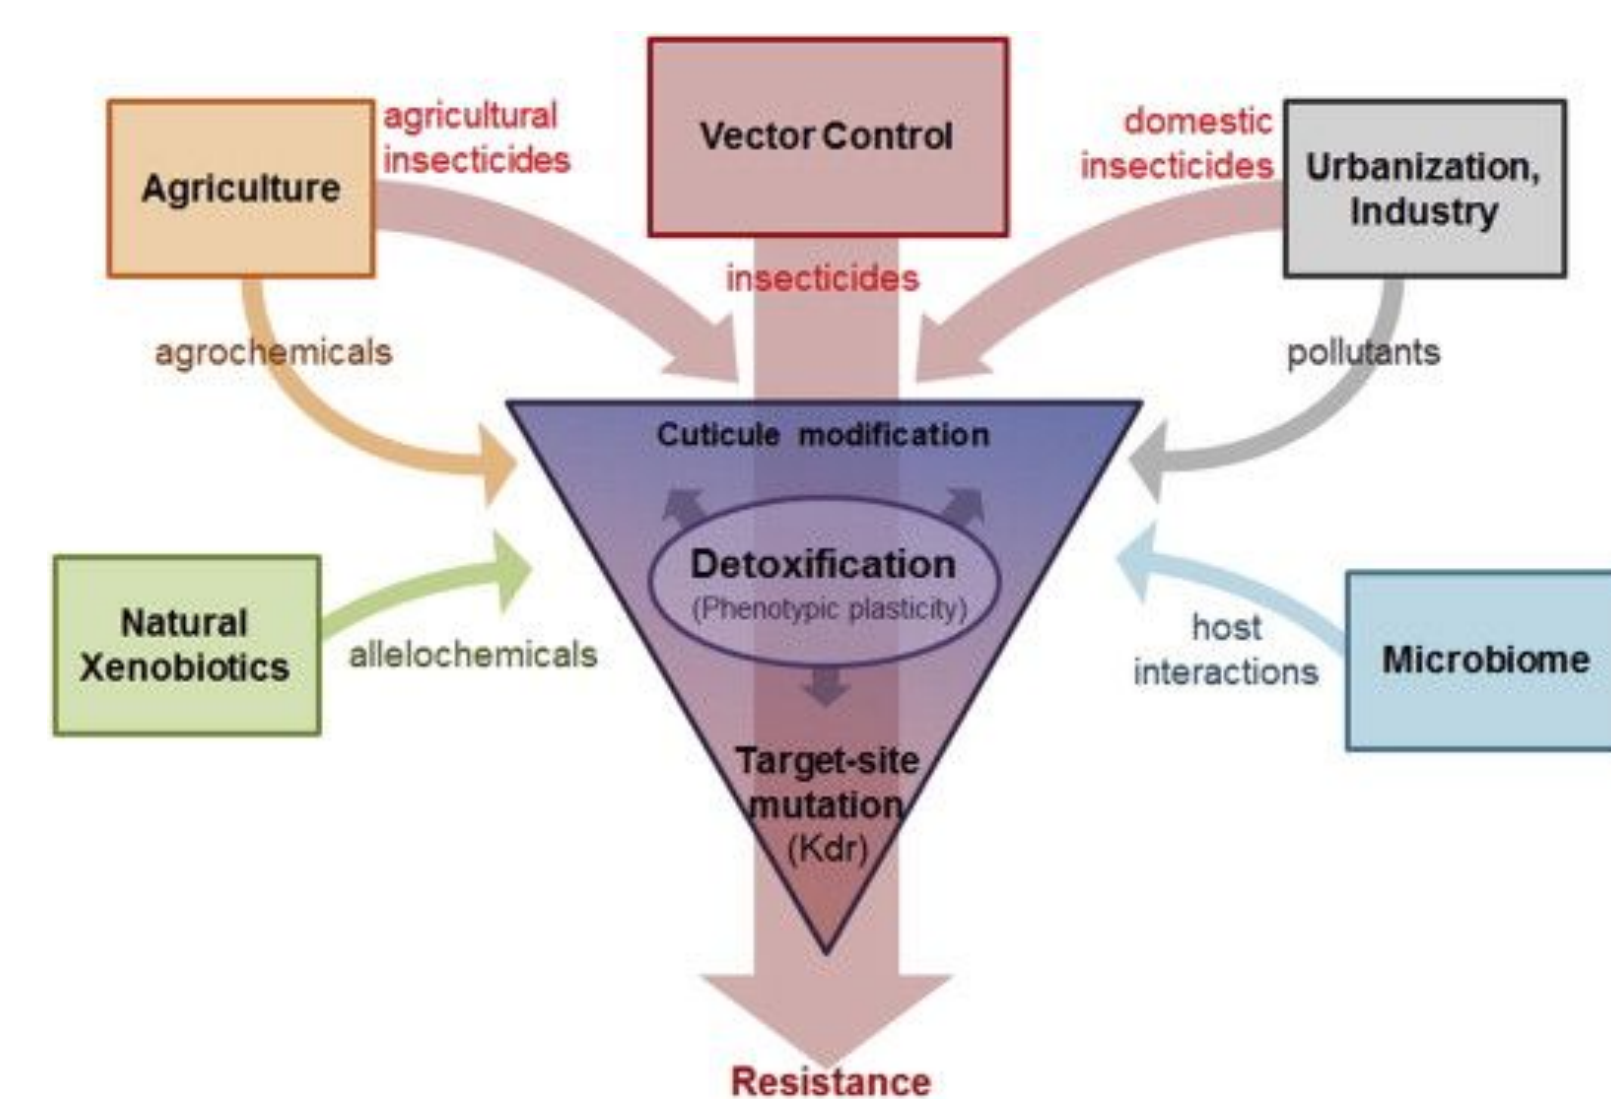 agricultural
insecticides
Vector Control
domestic
insecticides
Agriculture
Urbanization,
Industry
insecticides
agrochemicals
pollutants
Cuticule modification
Detoxification
(Phenotypic plasticity)
Natural
Xenobiotics
allelochemicals
host
interactions
Microbiome
Target-site
mutation
(Kdr)
Resistance